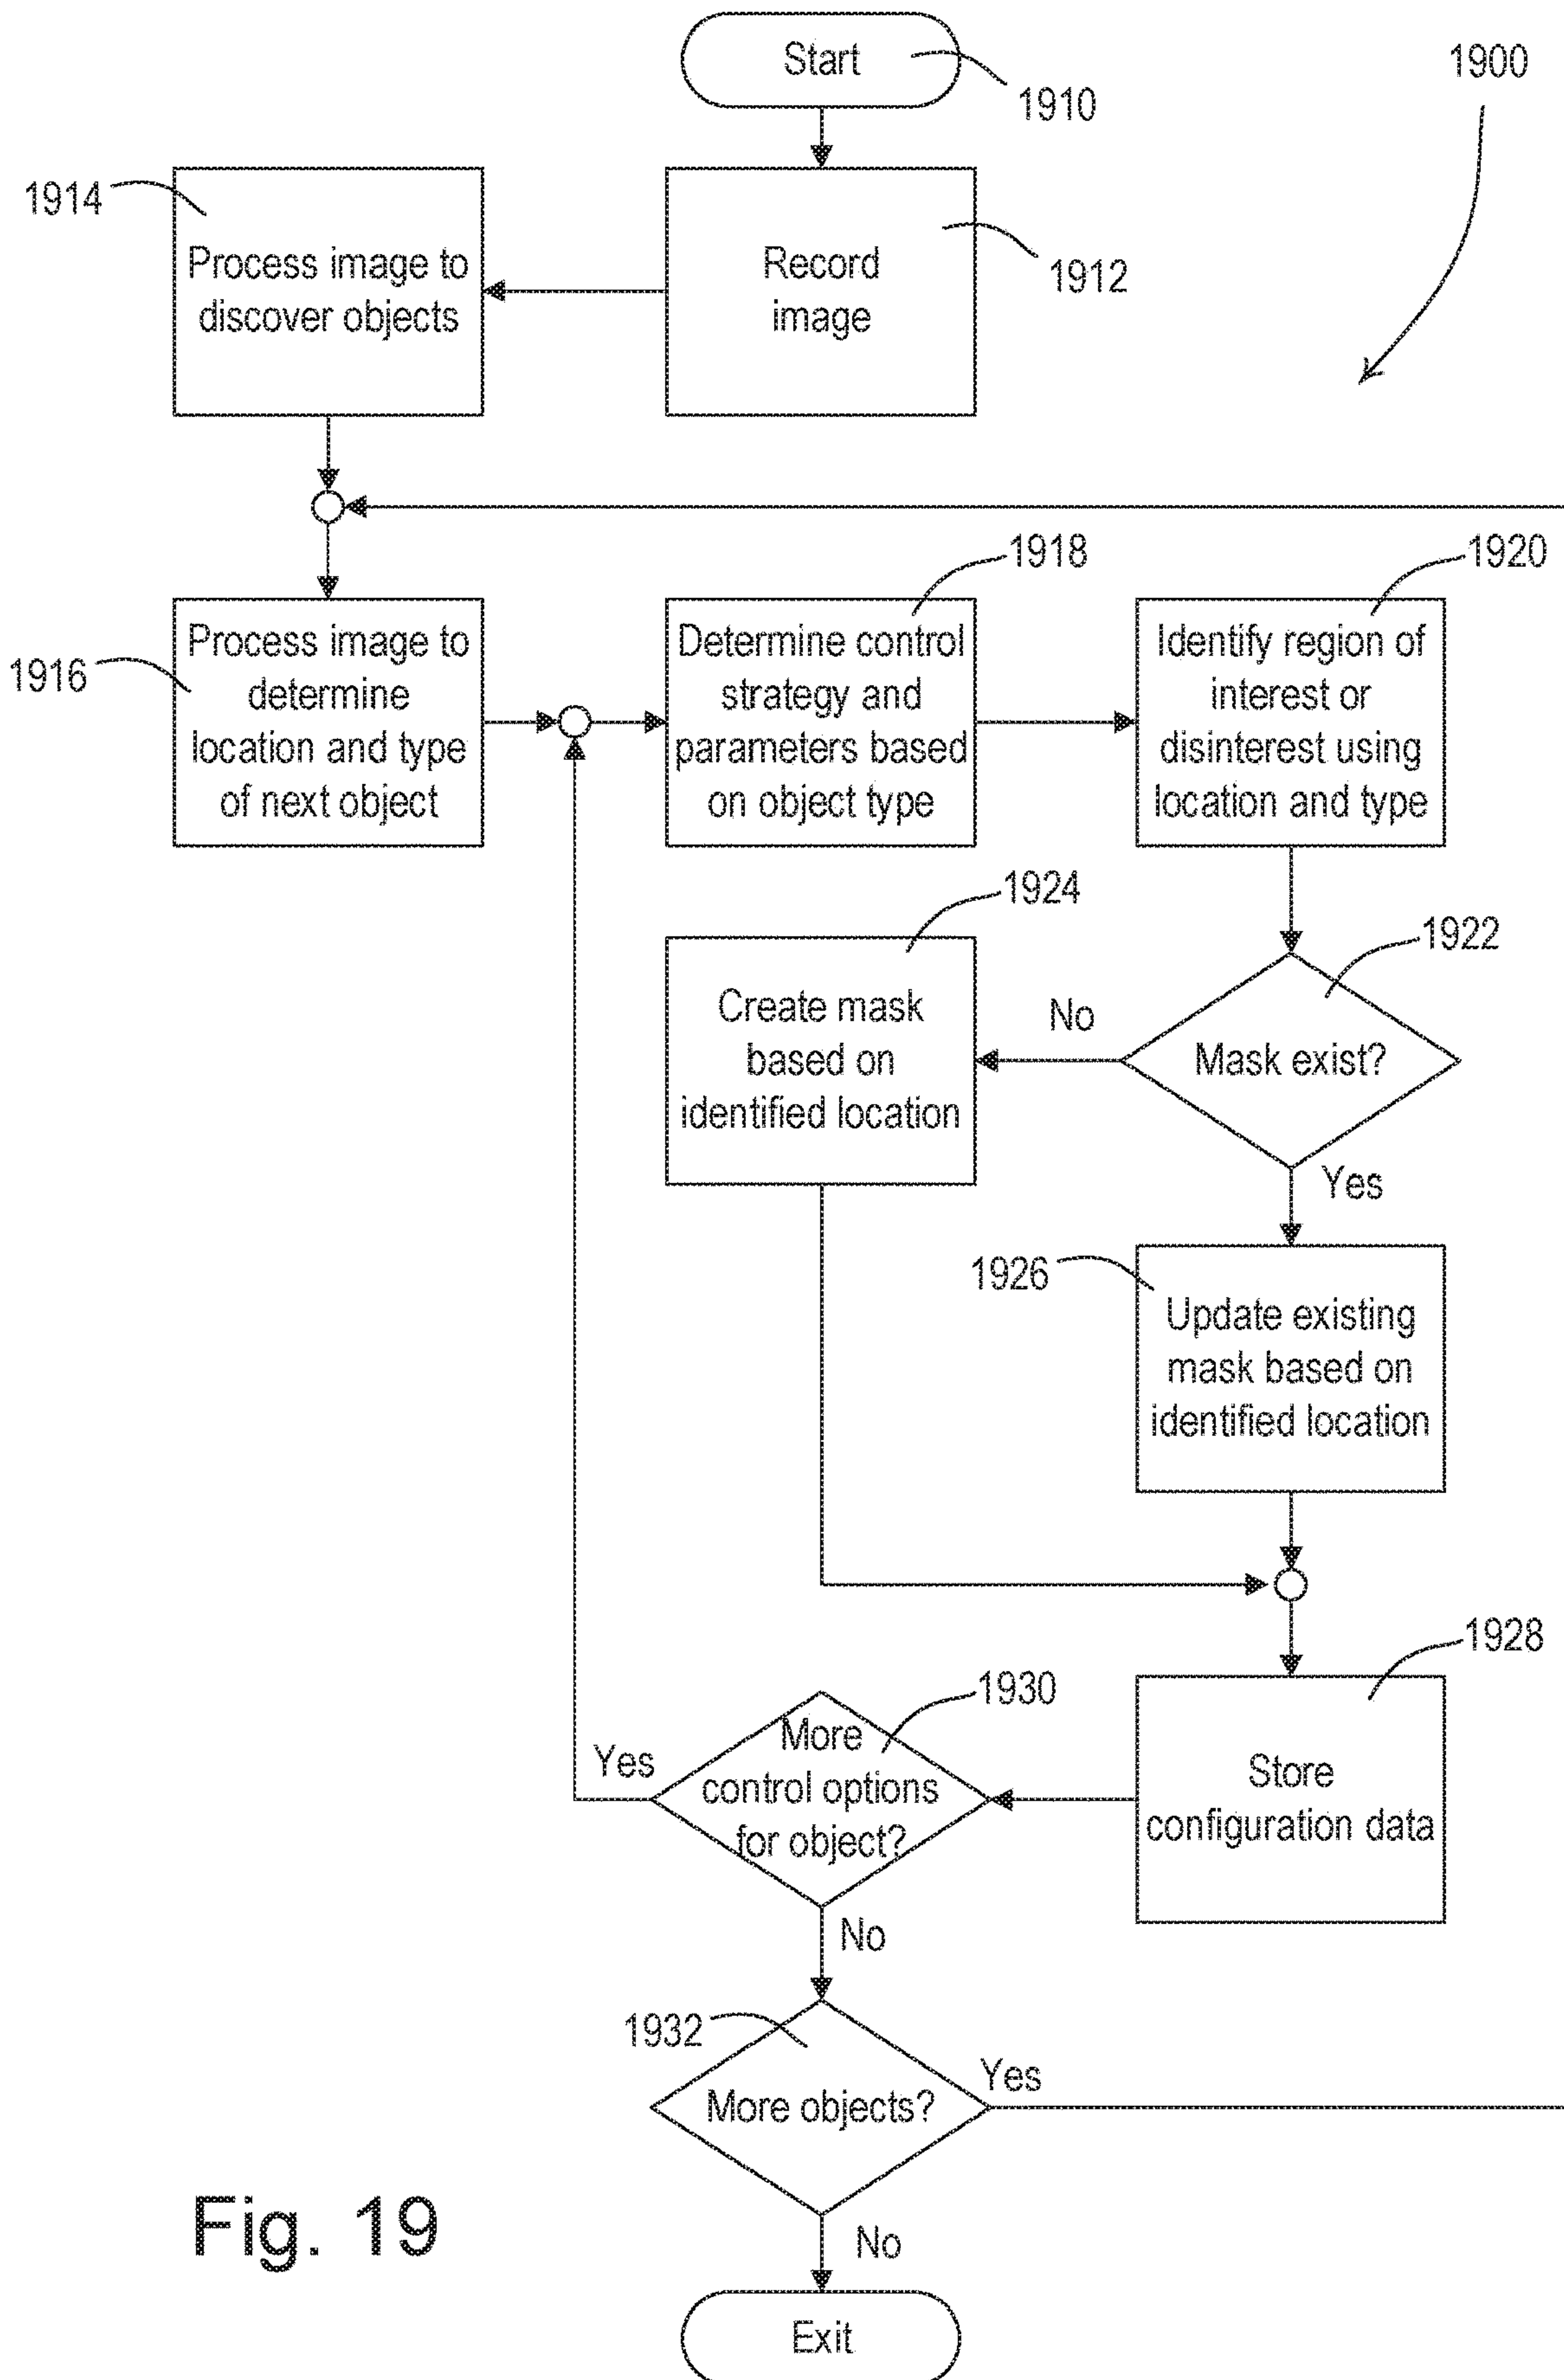 Start
1910
1900
1914
Process image to
discover objects
Record
image
1912
1918
1920
1916
Process image to
determine
location and type
of next object
Determine control
strategy and
parameters based
on object type
Identify region of
interest or
disinterest using
location and type
1924
1922
Create mask
based on
identified location
No
Mask exist?
Yes
1926
Update existing
mask based on
identified location
1928
1930
Yes
More
control options
for object?
Store
configuration data
No
1932
More objects?
Yes
Fig. 19
No
Exit